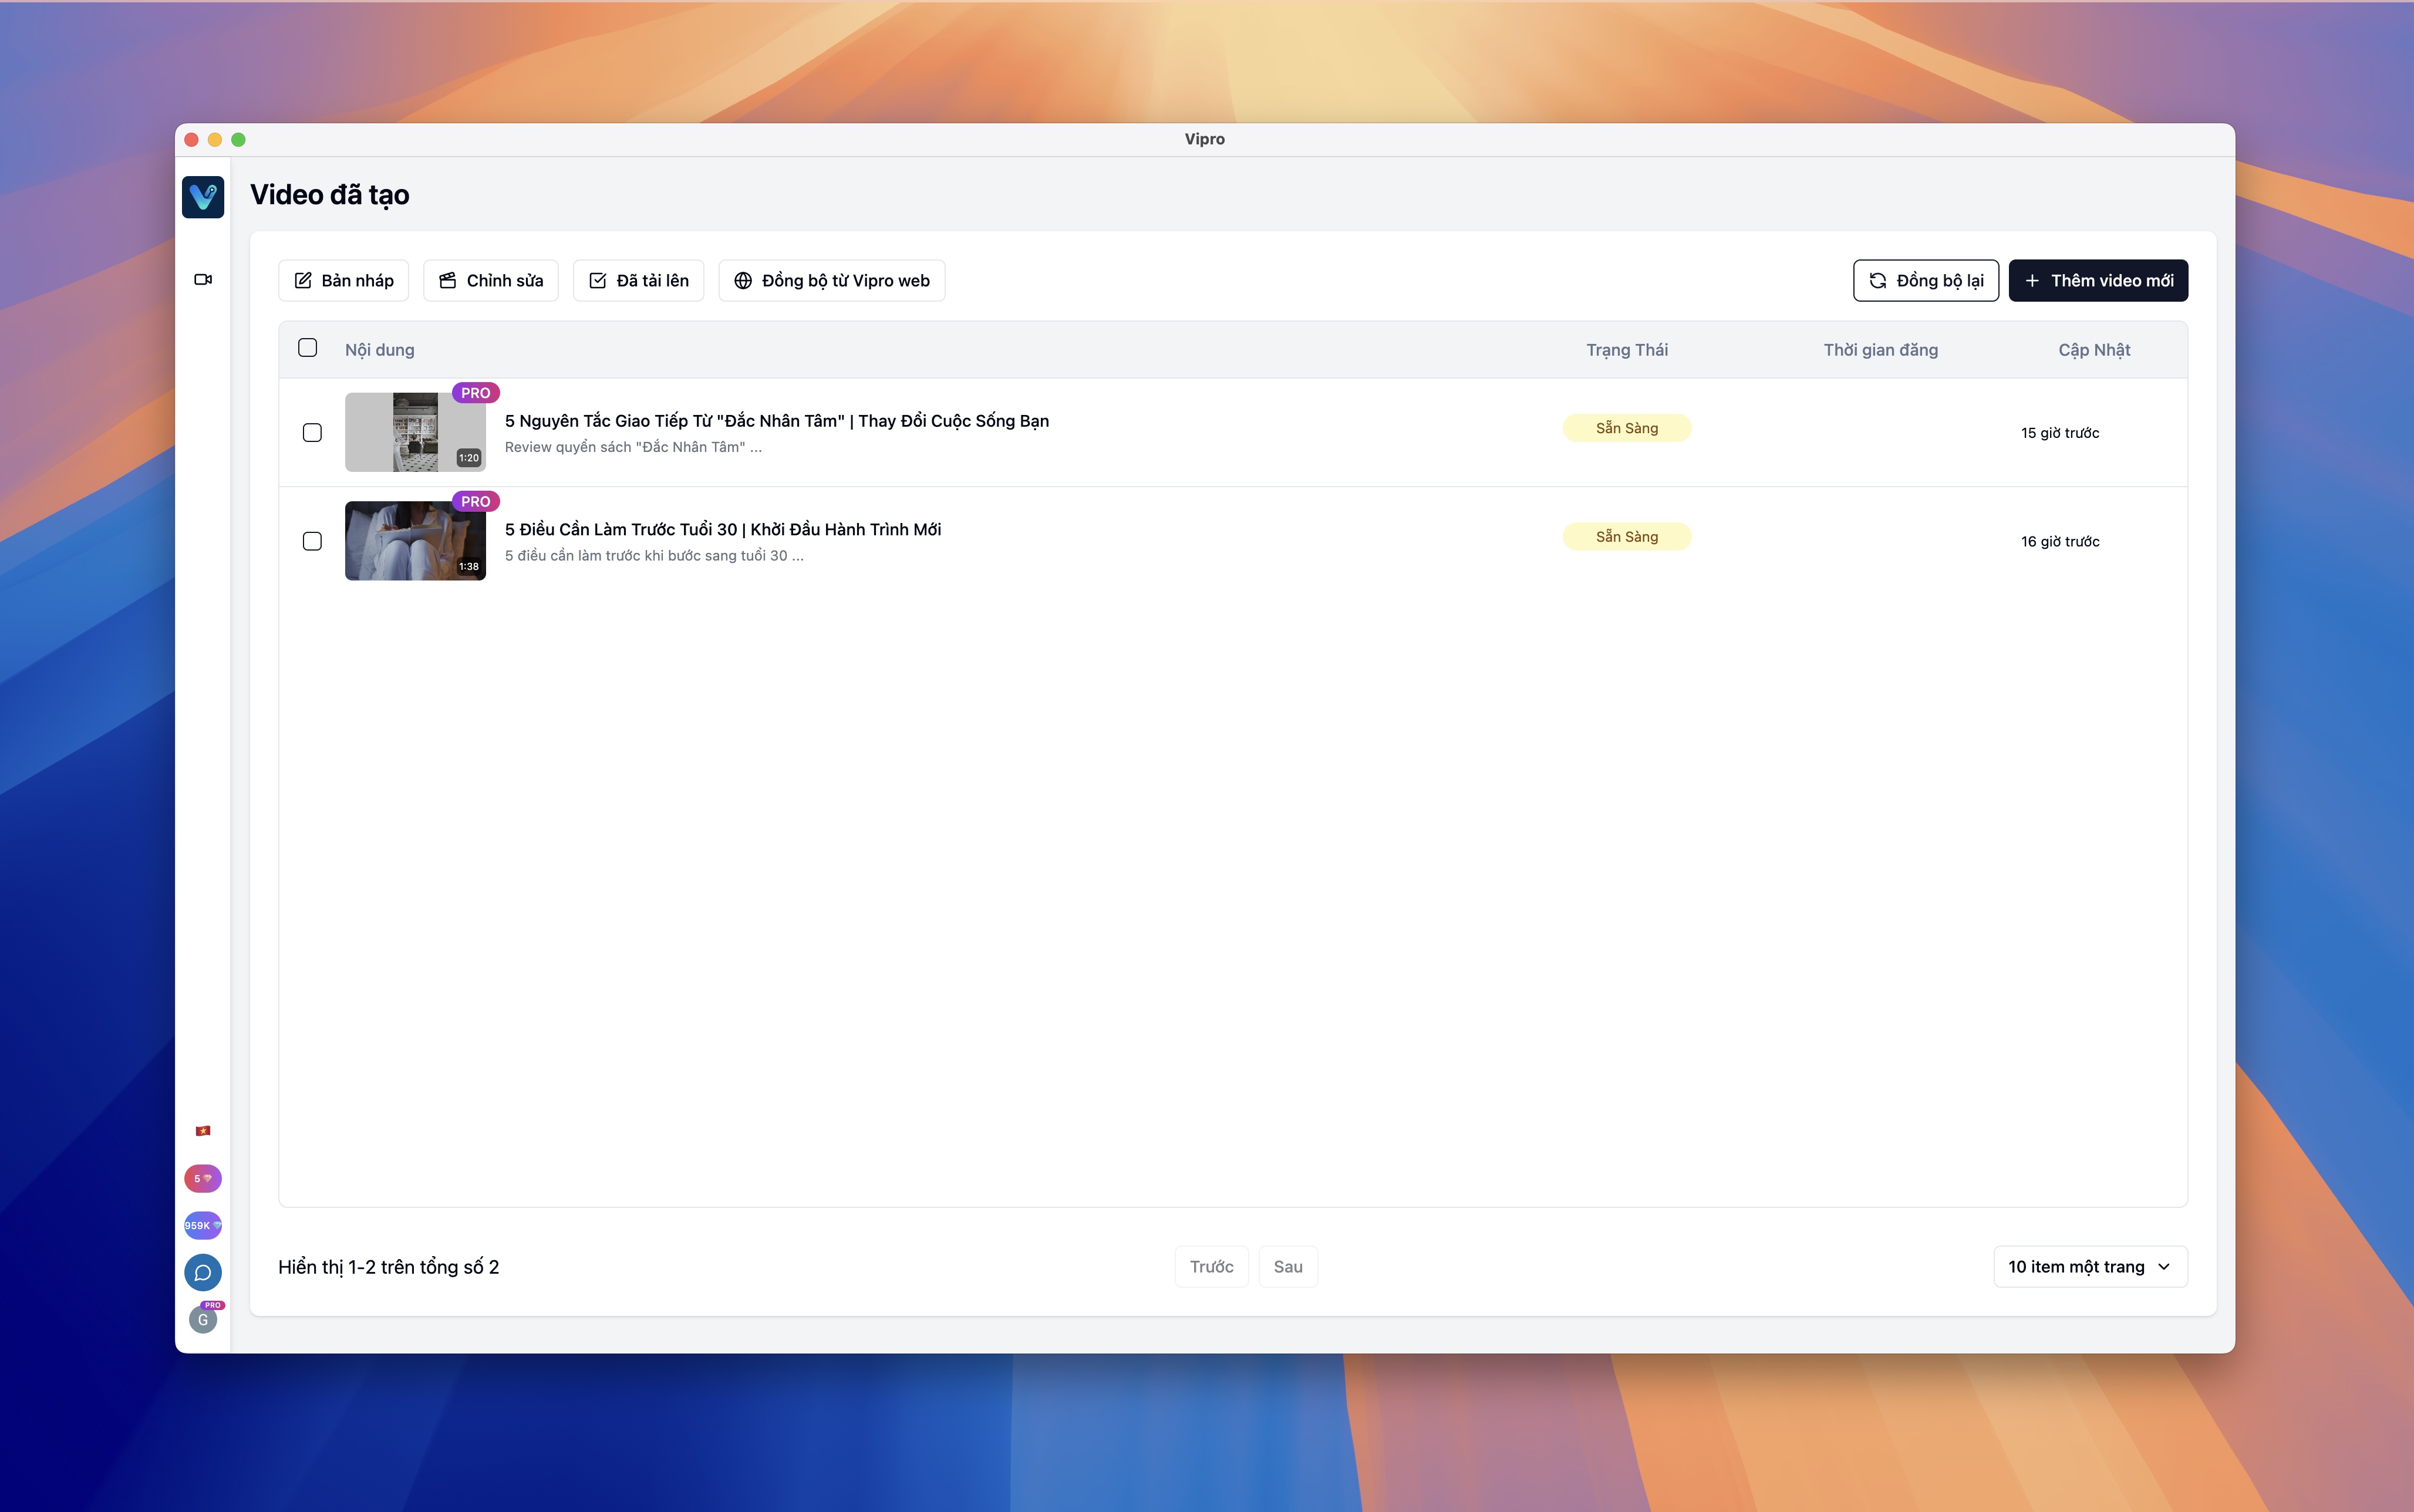 Vipro
Video đã tạo
Bản nháp
Chỉnh sửa
Đã tải lên
Đồng bộ từ Vipro web
Đồng bộ lại
Thêm video mới
Nội dung
Trạng Thái
Thời gian đăng
Cập Nhật
PRO
1:20
5 Nguyên Tắc Giao Tiếp Từ "Đắc Nhân Tâm" | Thay Đổi Cuộc Sống Bạn
Review quyển sách "Đắc Nhân Tâm" ...
Sẵn Sàng
15 giờ trước
PRO
1:38
5 Điều Cần Làm Trước Tuổi 30 | Khởi Đầu Hành Trình Mới
5 điều cần làm trước khi bước sang tuổi 30 ...
Sẵn Sàng
16 giờ trước
5
959K
PRO
G
Hiển thị 1-2 trên tổng số 2
Trước
Sau
10 item một trang